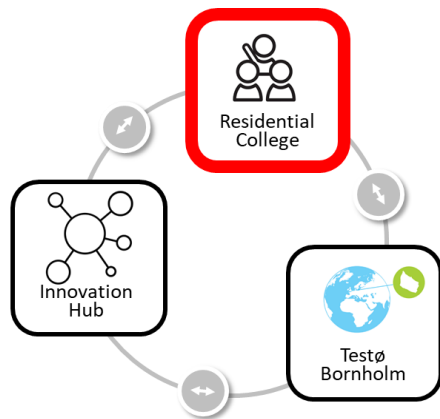 Residential
College
Innovation
Hub
Testø
Bornholm